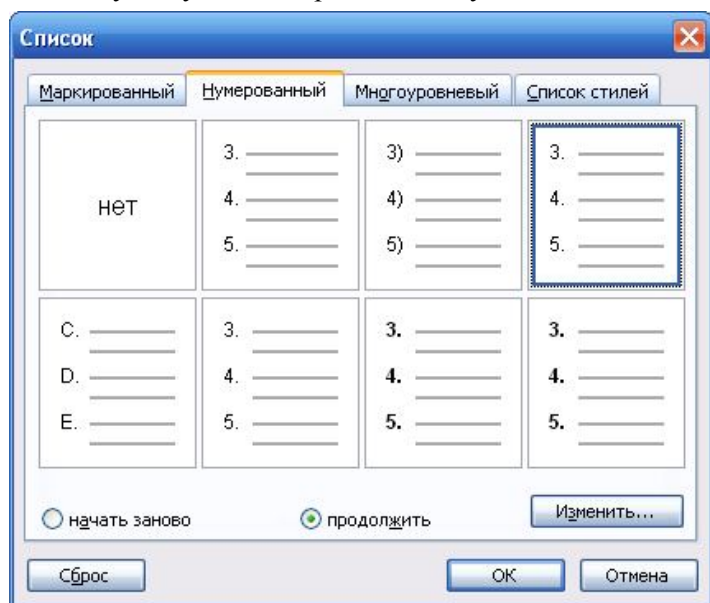 Список
Маркированный Нумерованный Многоуровневый Список стилей
нет
3.
4.
5.
3)
4)
5)
3.
4.
5.
C.
D.
E.
3.
4.
5.
3.
4.
5.
3.
4.
5.
начать заново продолжить Изменить...
Сброс ОК Отмена